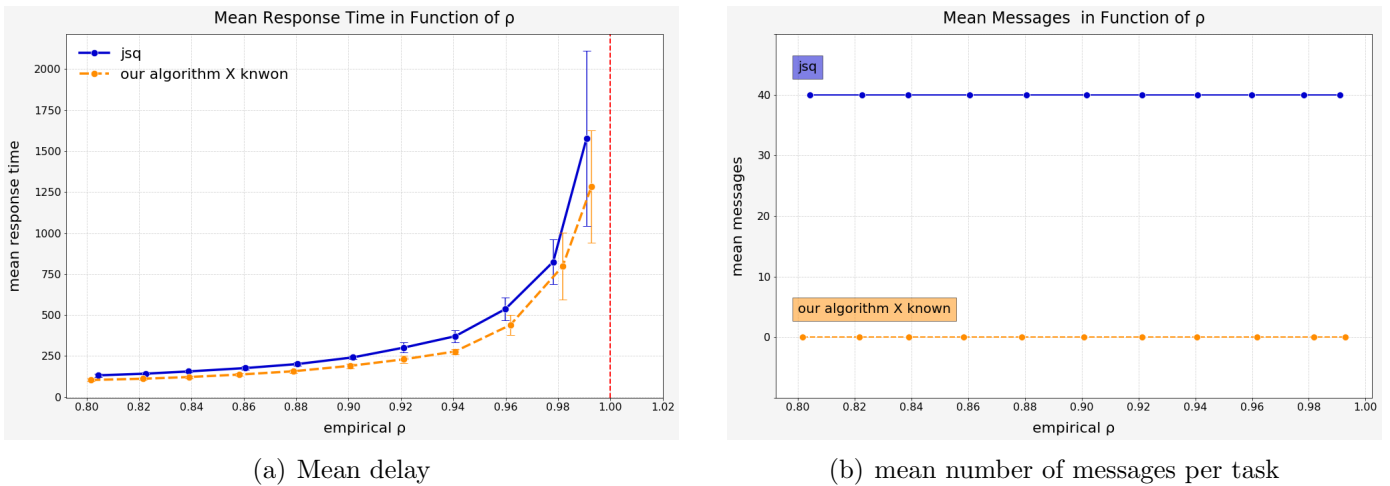 Mean Response Time in Function of ρ
jsq
our algorithm X knwon
mean response time
2000
1750
1500
1250
1000
750
500
250
0
0.80 0.82 0.84 0.86 0.88 0.90 0.92 0.94 0.96 0.98 1.00 1.02
empirical ρ
(a) Mean delay
Mean Messages in Function of ρ
jsq
our algorithm X known
mean messages
40
30
20
10
0
0.80 0.82 0.84 0.86 0.88 0.90 0.92 0.94 0.96 0.98 1.00
empirical ρ
(b) mean number of messages per task